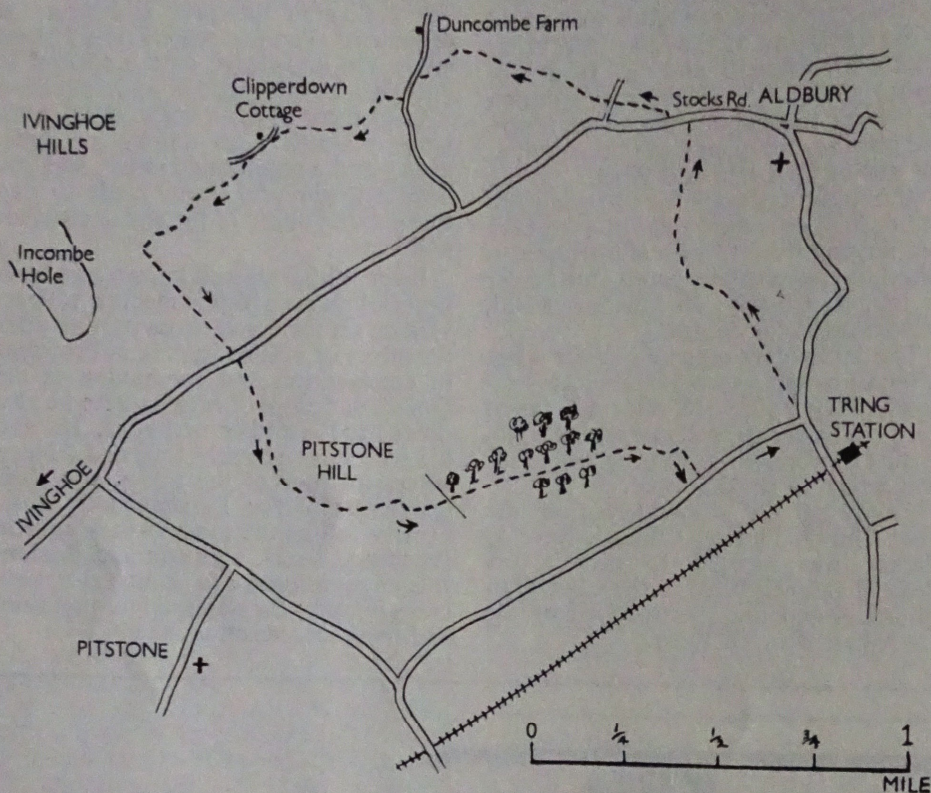 Duncombe Farm
Clipperdown
Cottage
Stocks Rd.
ALDBURY
IVINGHOE
HILLS
Incombe
Hole
TRING
STATION
PITSTONE
HILL
IVINGHOE
PITSTONE
0 ¼ ½ ¾ 1
MILE